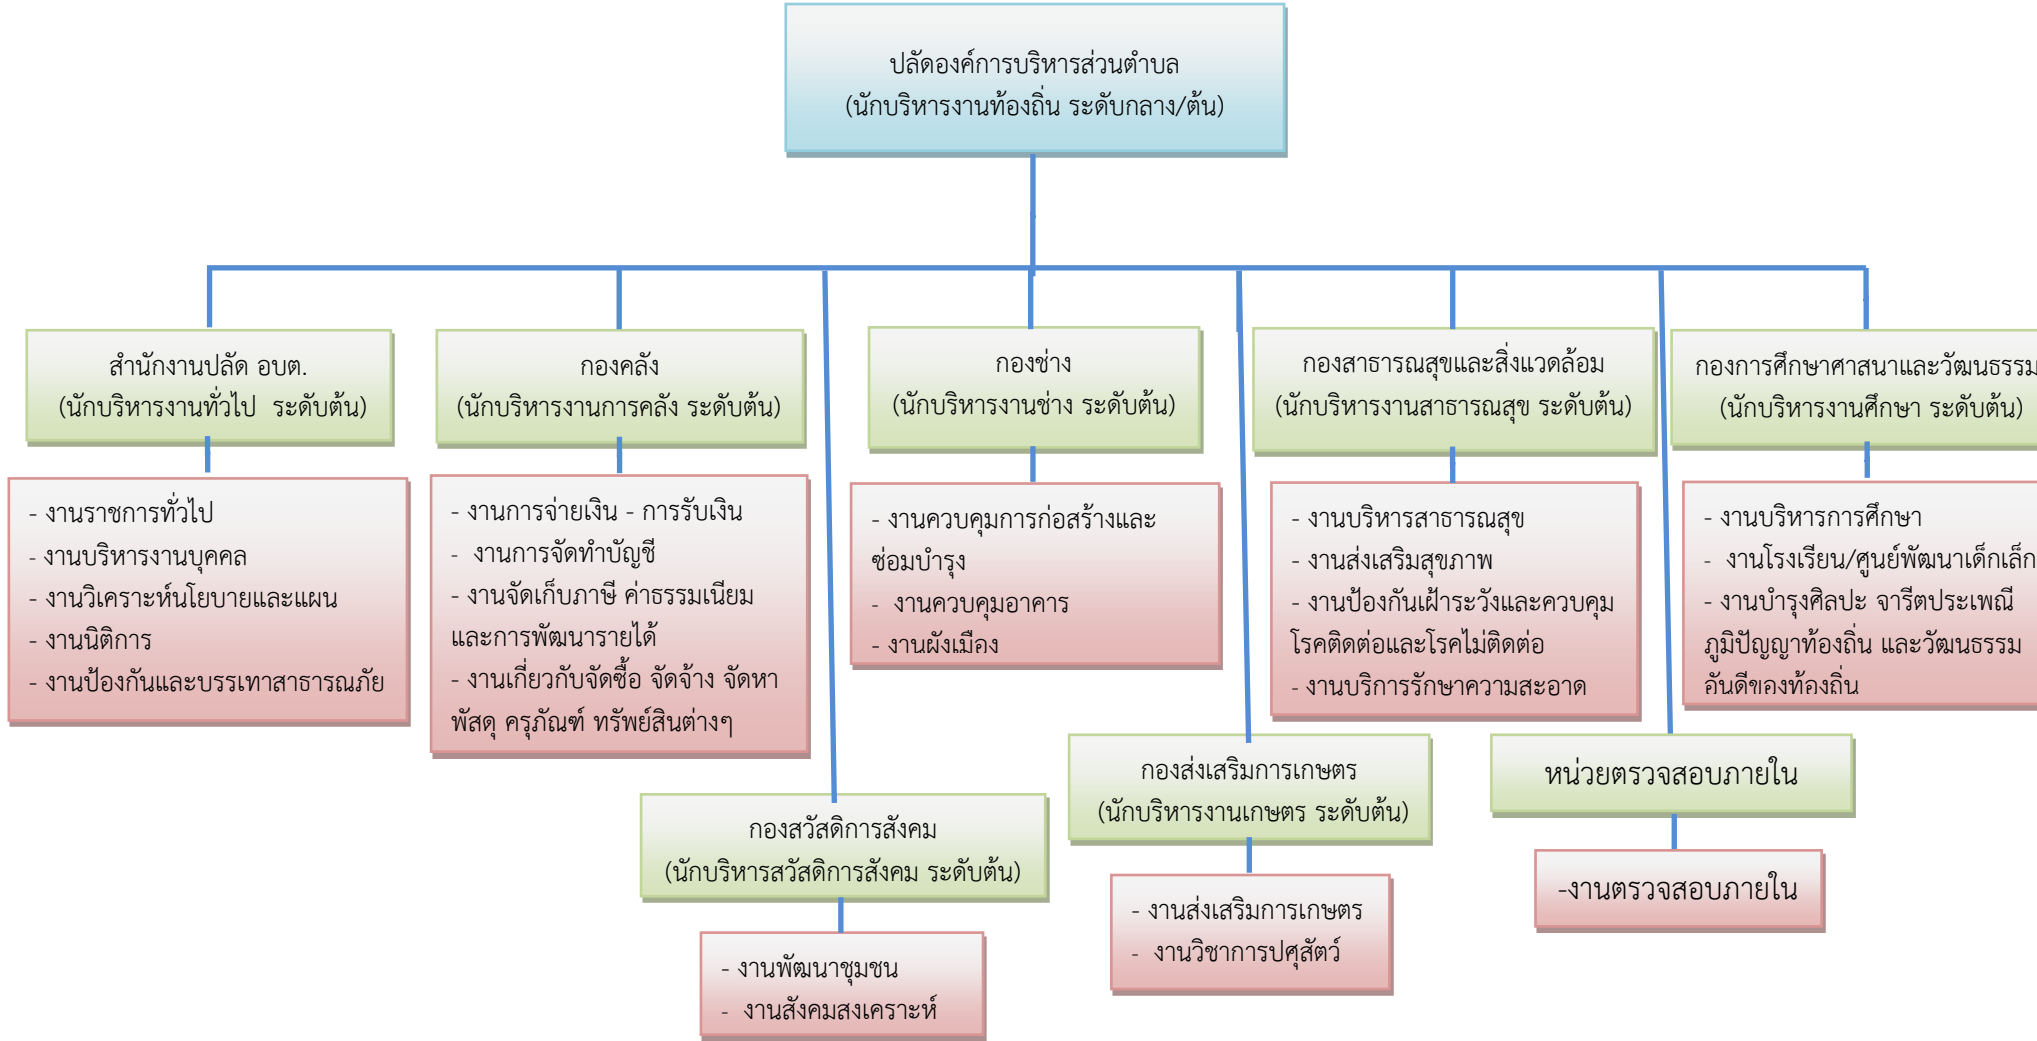 ปลัดองค์การบริหารส่วนตำบล
(นักบริหารงานท้องถิ่น ระดับกลาง/ต้น)
สำนักงานปลัด อบต.
(นักบริหารงานทั่วไป ระดับต้น)
- งานราชการทั่วไป
- งานบริหารงานบุคคล
- งานวิเคราะห์นโยบายและแผน
- งานนิติการ
- งานป้องกันและบรรเทาสาธารณภัย
กองคลัง
(นักบริหารงานการคลัง ระดับต้น)
- งานการจ่ายเงิน - การรับเงิน
- งานการจัดทำบัญชี
- งานจัดเก็บภาษี ค่าธรรมเนียม
และการพัฒนารายได้
- งานเกี่ยวกับจัดซื้อ จัดจ้าง จัดหา
พัสดุ ครุภัณฑ์ ทรัพย์สินต่างๆ
กองช่าง
(นักบริหารงานช่าง ระดับต้น)
- งานควบคุมการก่อสร้างและ
ซ่อมบำรุง
- งานควบคุมอาคาร
- งานผังเมือง
กองสาธารณสุขและสิ่งแวดล้อม
(นักบริหารงานสาธารณสุข ระดับต้น)
- งานบริหารสาธารณสุข
- งานส่งเสริมสุขภาพ
- งานป้องกันเฝ้าระวังและควบคุม
โรคติดต่อและโรคไม่ติดต่อ
- งานบริการรักษาความสะอาด
กองการศึกษาศาสนาและวัฒนธรรม
(นักบริหารงานศึกษา ระดับต้น)
- งานบริหารการศึกษา
- งานโรงเรียน/ศูนย์พัฒนาเด็กเล็ก
- งานบำรุงศิลปะ จารีตประเพณี
ภูมิปัญญาท้องถิ่น และวัฒนธรรม
อันดีของท้องถิ่น
กองสวัสดิการสังคม
(นักบริหารสวัสดิการสังคม ระดับต้น)
- งานพัฒนาชุมชน
- งานสังคมสงเคราะห์
กองส่งเสริมการเกษตร
(นักบริหารงานเกษตร ระดับต้น)
- งานส่งเสริมการเกษตร
- งานวิชาการปศุสัตว์
หน่วยตรวจสอบภายใน
-งานตรวจสอบภายใน